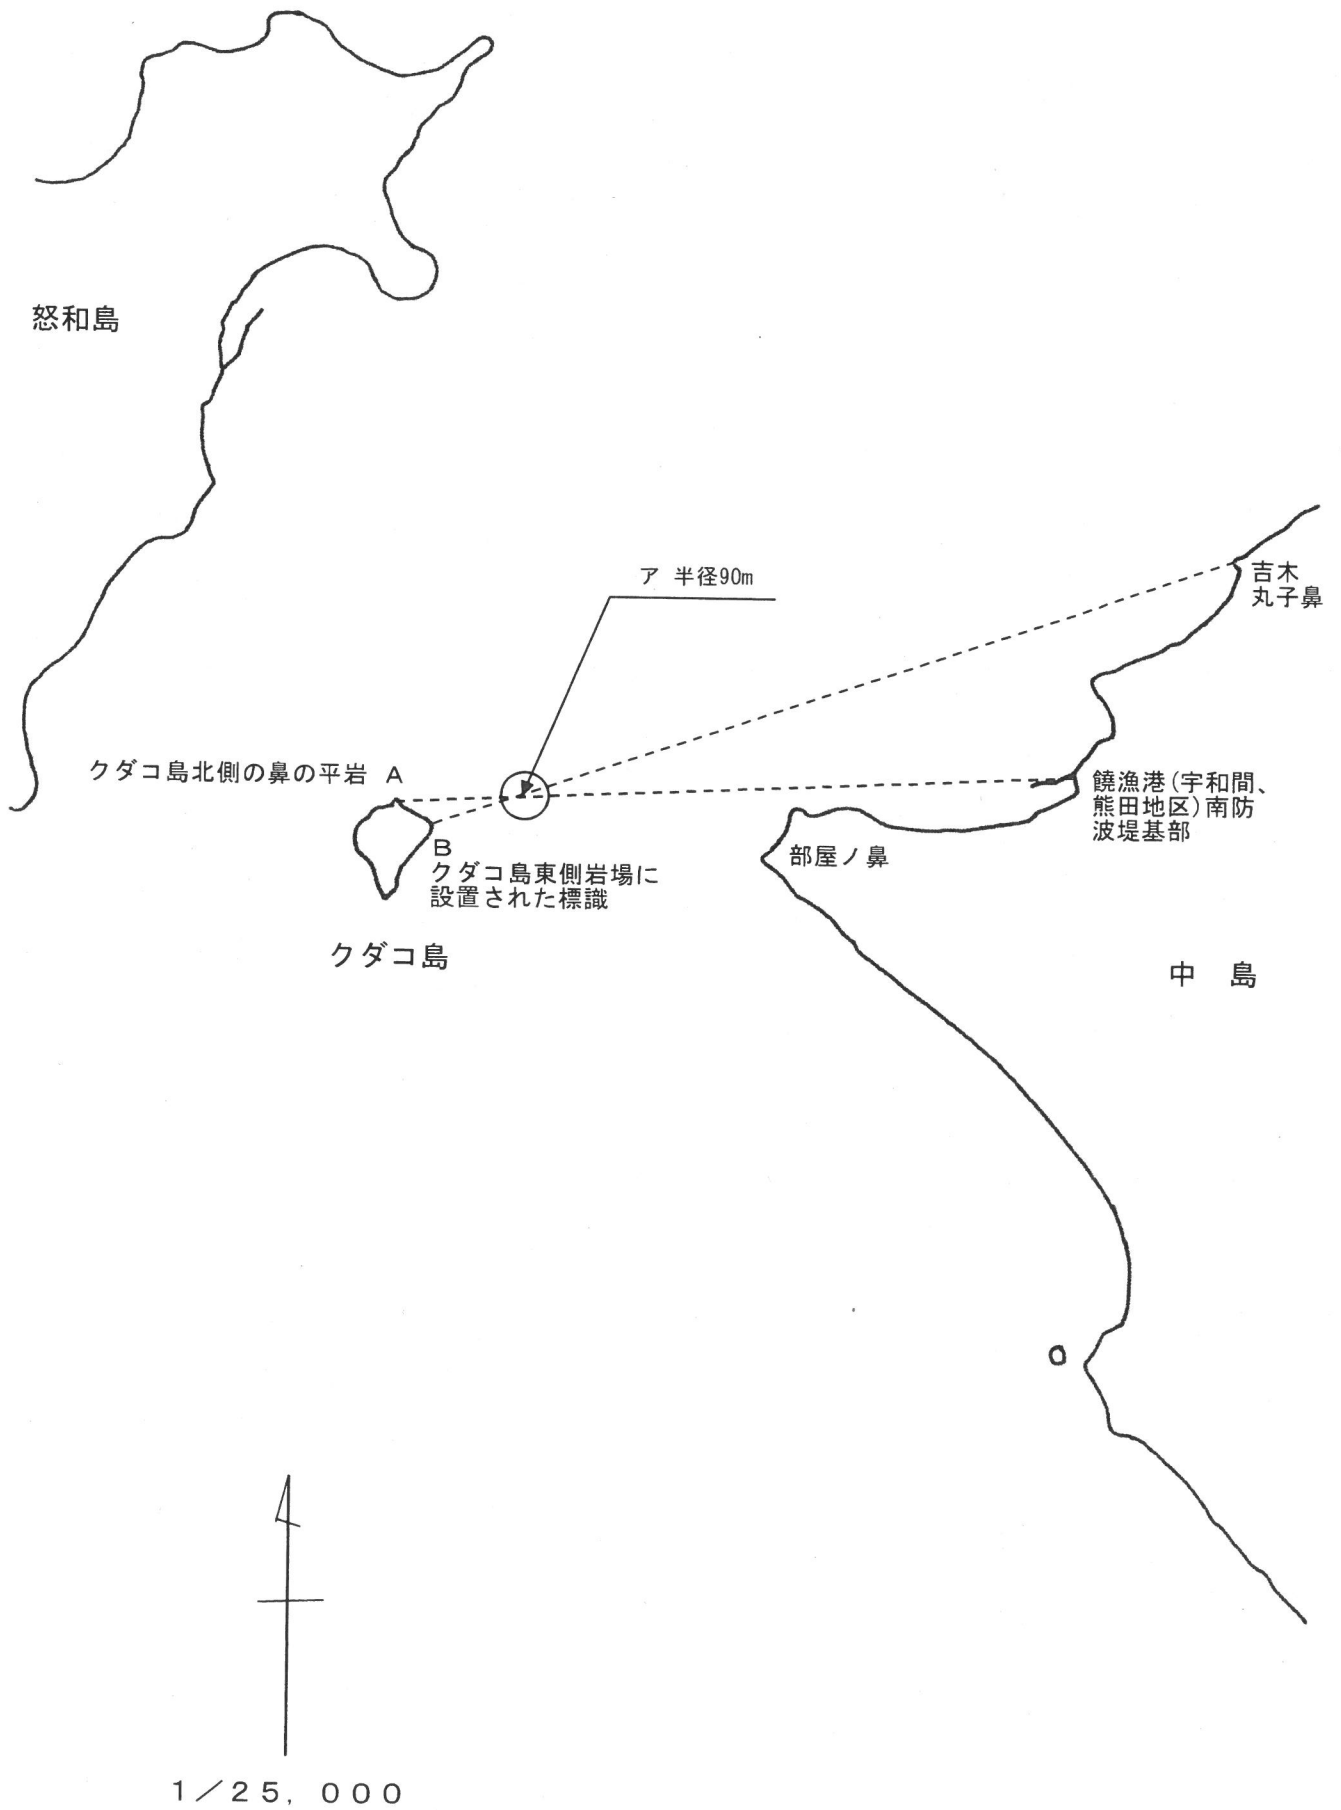 怒和島
ア 半径90m
吉木
丸子鼻
クダコ島北側の鼻の平岩 A
饒漁港(宇和間、
熊田地区)南防
波堤基部
B
クダコ島東側岩場に
設置された標識
部屋ノ鼻
クダコ島
中 島
1/25,000